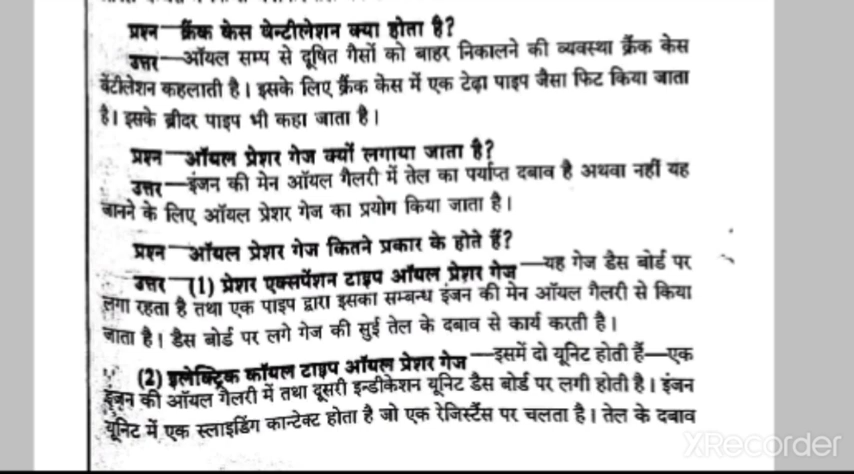 प्रश्न—क्रैंक केस वेन्टीलेशन क्या होता है?
उत्तर—ऑयल सम्प से दूषित गैसों को बाहर निकालने की व्यवस्था क्रैंक केस
वेंटीलेशन कहलाती है। इसके लिए क्रैंक केस में एक टेढ़ा पाइप जैसा फिट किया जाता
है। इसके ब्रीदर पाइप भी कहा जाता है।
प्रश्न—ऑयल प्रेशर गेज क्यों लगाया जाता है?
उत्तर—इंजन की मेन ऑयल गैलरी में तेल का पर्याप्त दबाव है अथवा नहीं यह
जानने के लिए ऑयल प्रेशर गेज का प्रयोग किया जाता है।
प्रश्न—ऑयल प्रेशर गेज कितने प्रकार के होते हैं?
उत्तर—(1) प्रेशर एक्सपेंशन टाइप ऑयल प्रेशर गेज—यह गेज डैस बोर्ड पर
लगा रहता है तथा एक पाइप द्वारा इसका सम्बन्ध इंजन की मेन ऑयल गैलरी से किया
जाता है। डैस बोर्ड पर लगे गेज की सुई तेल के दबाव से कार्य करती है।
(2) इलेक्ट्रिक कॉयल टाइप ऑयल प्रेशर गेज—इसमें दो यूनिट होती हैं—एक
इंजन की ऑयल गैलरी में तथा दूसरी इन्डीकेशन यूनिट डैस बोर्ड पर लगी होती है। इंजन
यूनिट में एक स्लाइडिंग कान्टेक्ट होता है जो एक रेजिस्टैंस पर चलता है। तेल के दबाव
XRecorder